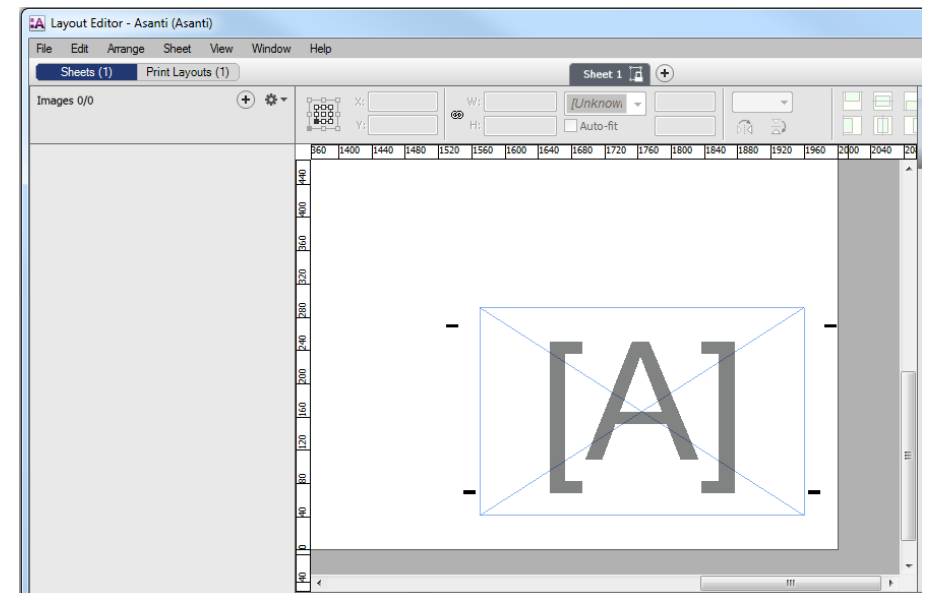 :A Layout Editor - Asanti (Asanti)
File Edit Arrange Sheet View Window Help
Sheets (1) Print Layouts (1) Sheet 1
Images 0/0
X: W: [Unknow
Y: H: Auto-fit
360 1400 1440 1480 1520 1560 1600 1640 1680 1720 1760 1800 1840 1880 1920 1960 2000 2040 20
440
400
360
320
280
240
200
160
120
80
40
0
40
[A]